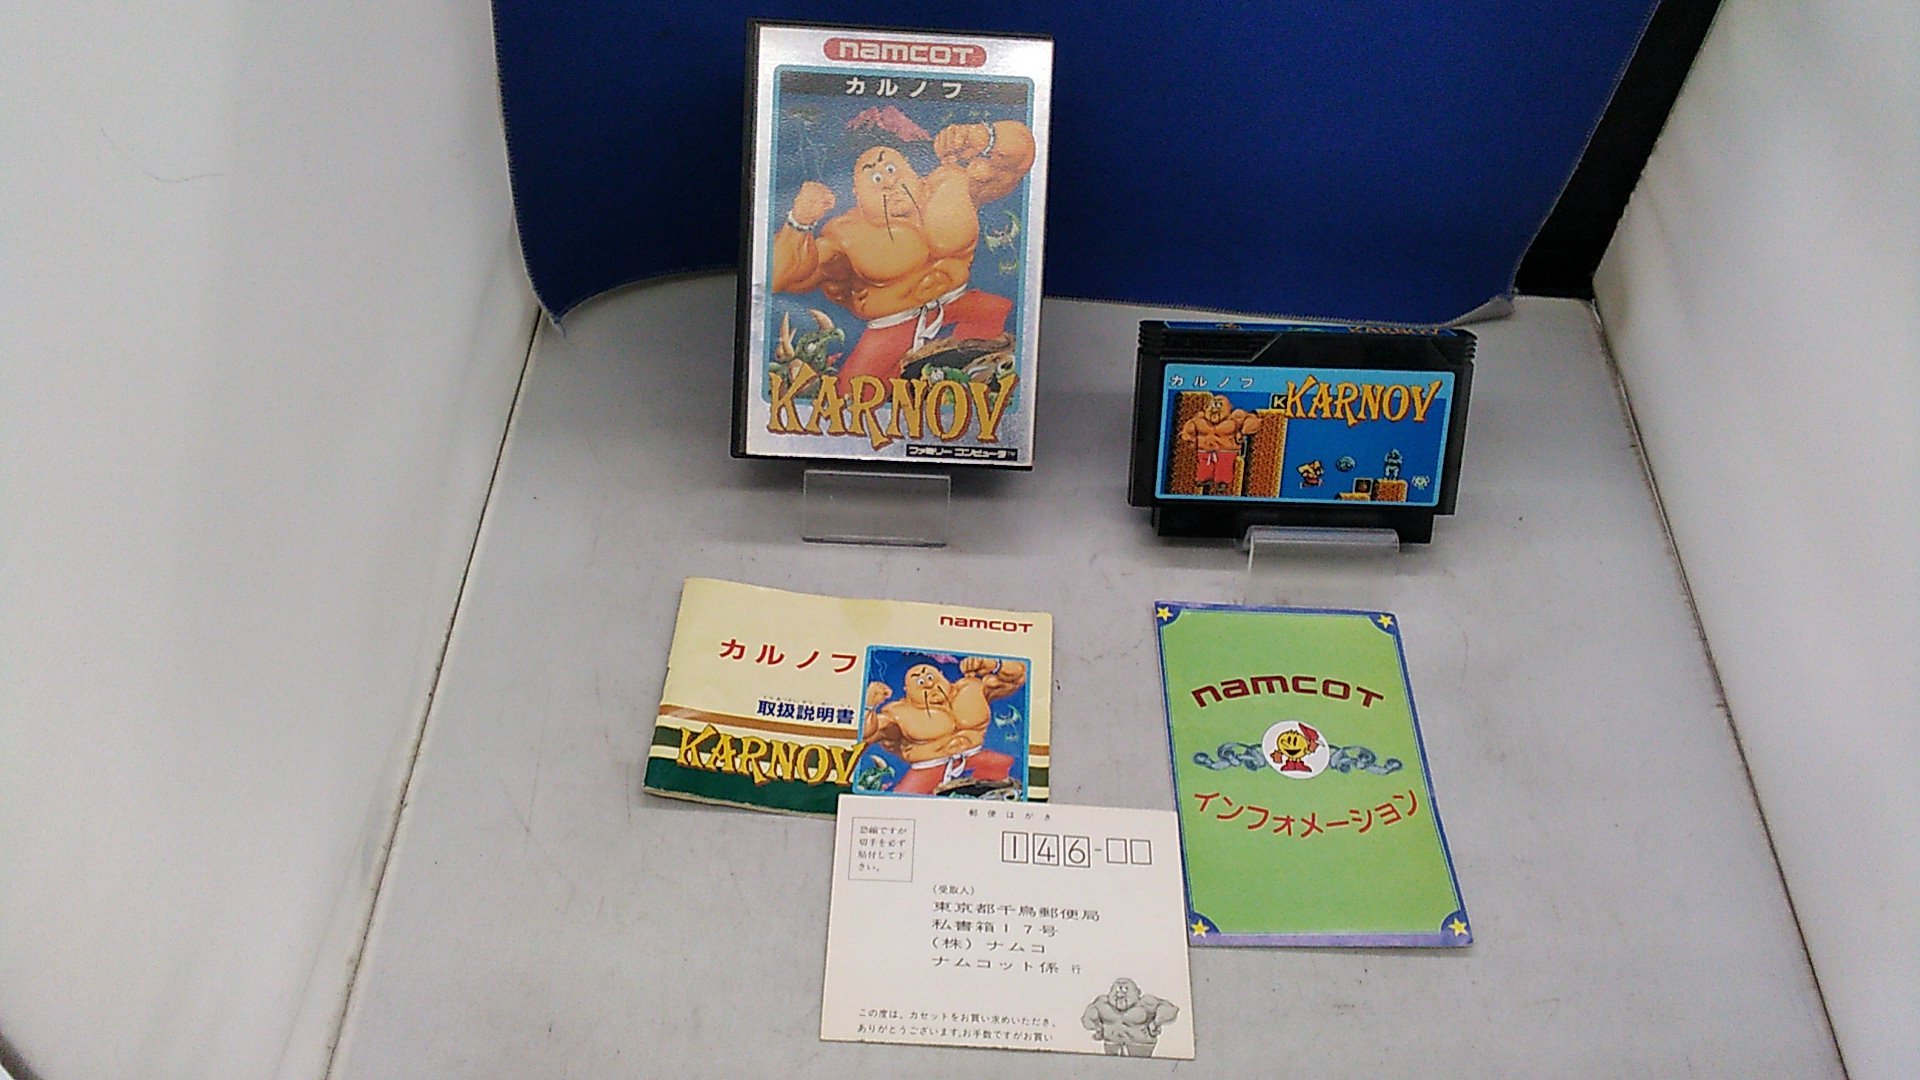 namcot
カルノフ
KARNOV
ファミリーコンピュータ™
KARNOV
カルノフ
K
KARNOV
namcot
カルノフ
取扱説明書
KARNOV
namcot
インフォメーション
郵便はがき
恐縮ですが
切手を必ず
貼付して下
さい。
146-
(受取人)
東京都千鳥郵便局
私書箱17号
(株)ナムコ
ナムコット係 行
この度は、カセットをお買い求めいただき、
ありがとうございます。お手数ですがお買い